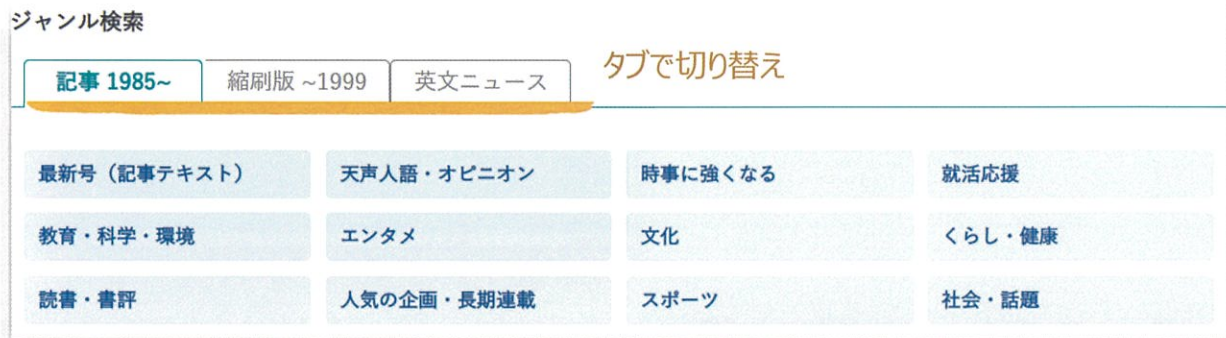 ジャンル検索
記事 1985~ 縮刷版 ~1999 英文ニュース タブで切り替え
最新号（記事テキスト） 天声人語・オピニオン 時事に強くなる 就活応援
教育・科学・環境 エンタメ 文化 くらし・健康
読書・書評 人気の企画・長期連載 スポーツ 社会・話題